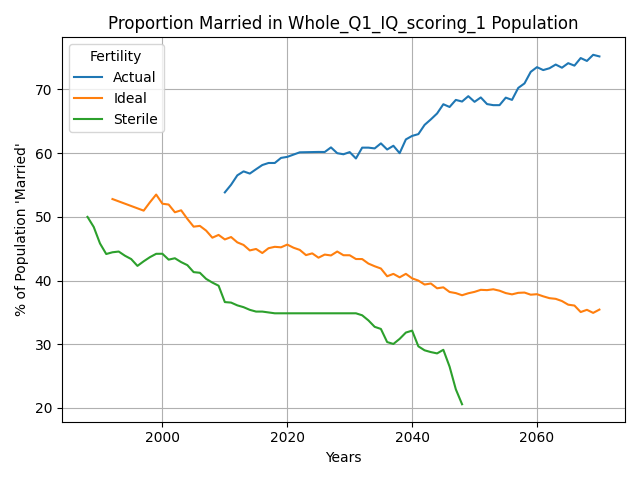 Proportion Married in Whole_Q1_IQ_scoring_1 Population
Fertility
Actual
Ideal
Sterile
% of Population 'Married'
70
60
50
40
30
20
2000
2020
2040
2060
Years